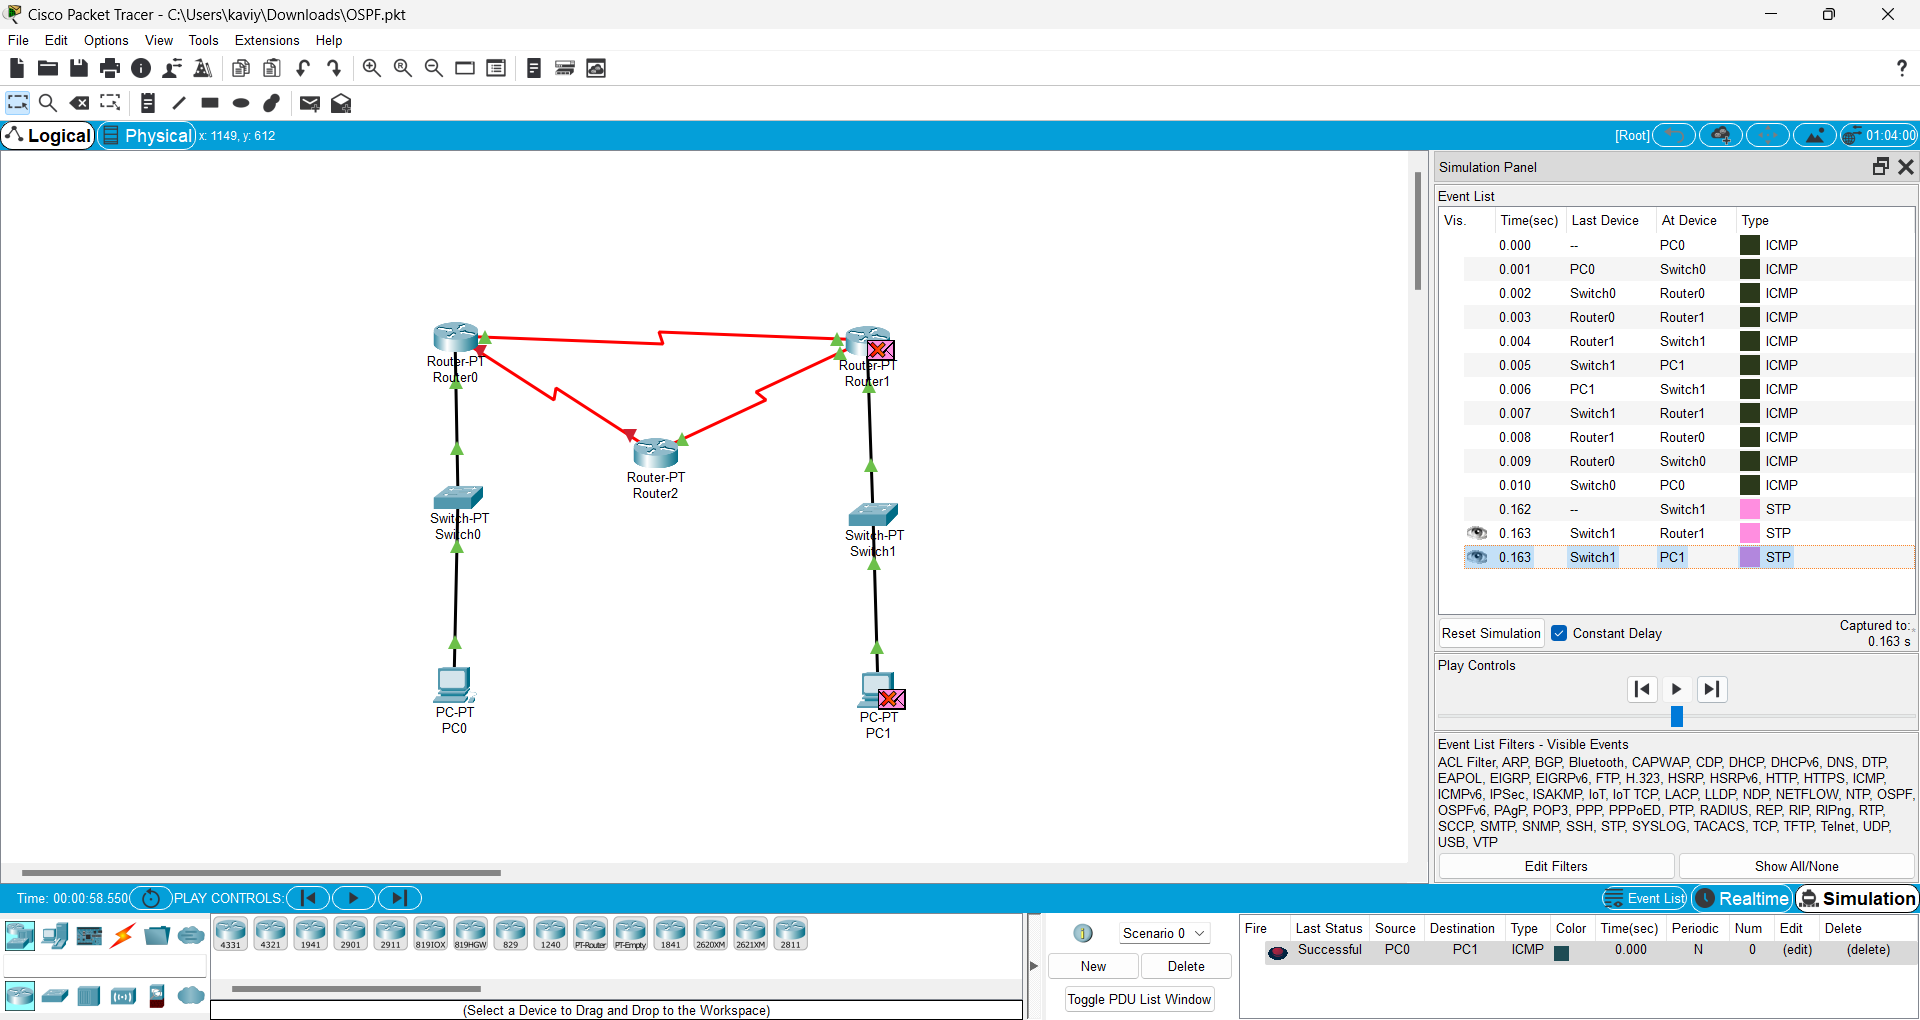 Cisco Packet Tracer - C:\Users\kaviy\Downloads\OSPF.pkt
File Edit Options View Tools Extensions Help
Logical Physical x: 1149, y: 612 [Root] 01:04:00
Simulation Panel
Event List
Vis. Time(sec) Last Device At Device Type
0.000 -- PC0 ICMP
0.001 PC0 Switch0 ICMP
0.002 Switch0 Router0 ICMP
0.003 Router0 Router1 ICMP
0.004 Router1 Switch1 ICMP
0.005 Switch1 PC1 ICMP
0.006 PC1 Switch1 ICMP
0.007 Switch1 Router1 ICMP
0.008 Router1 Router0 ICMP
0.009 Router0 Switch0 ICMP
0.010 Switch0 PC0 ICMP
0.162 -- Switch1 STP
0.163 Switch1 Router1 STP
0.163 Switch1 PC1 STP
Reset Simulation Constant Delay Captured to:
0.163 s
Play Controls
Event List Filters - Visible Events
ACL Filter, ARP, BGP, Bluetooth, CAPWAP, CDP, DHCP, DHCPv6, DNS, DTP,
EAPOL, EIGRP, EIGRPv6, FTP, H.323, HSRP, HSRPv6, HTTP, HTTPS, ICMP,
ICMPv6, IPSec, ISAKMP, IoT, IoT TCP, LACP, LLDP, NDP, NETFLOW, NTP, OSPF,
OSPFv6, PAgP, POP3, PPP, PPPoED, PTP, RADIUS, REP, RIP, RIPng, RTP,
SCCP, SMTP, SNMP, SSH, STP, SYSLOG, TACACS, TCP, TFTP, Telnet, UDP,
USB, VTP
Edit Filters Show All/None
Router-PT
Router0
Router-PT
Router1
Router-PT
Router2
Switch-PT
Switch0
Switch-PT
Switch1
PC-PT
PC0
PC-PT
PC1
Time: 00:00:58.550 PLAY CONTROLS: Event List Realtime Simulation
4331 4321 1941 2901 2911 819IOX 819HGW 829 1240 PT-Router PT-Empty 1841 2620XM 2621XM 2811
(Select a Device to Drag and Drop to the Workspace)
Scenario 0
New Delete
Toggle PDU List Window
Fire Last Status Source Destination Type Color Time(sec) Periodic Num Edit Delete
Successful PC0 PC1 ICMP 0.000 N 0 (edit) (delete)